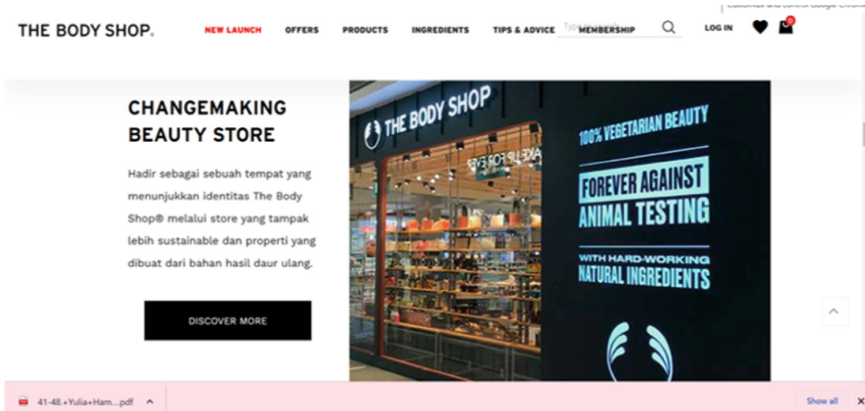 THE BODY SHOP.
NEW LAUNCH OFFERS PRODUCTS INGREDIENTS TIPS & ADVICE MEMBERSHIP LOG IN 0
CHANGEMAKING
BEAUTY STORE
Hadir sebagai sebuah tempat yang
menunjukkan identitas The Body
Shop® melalui store yang tampak
lebih sustainable dan properti yang
dibuat dari bahan hasil daur ulang.
DISCOVER MORE
THE BODY SHOP
100% VEGETARIAN BEAUTY
FOREVER AGAINST
ANIMAL TESTING
WITH HARD-WORKING
NATURAL INGREDIENTS
41-48.+Yulia+Ham...pdf
Show all